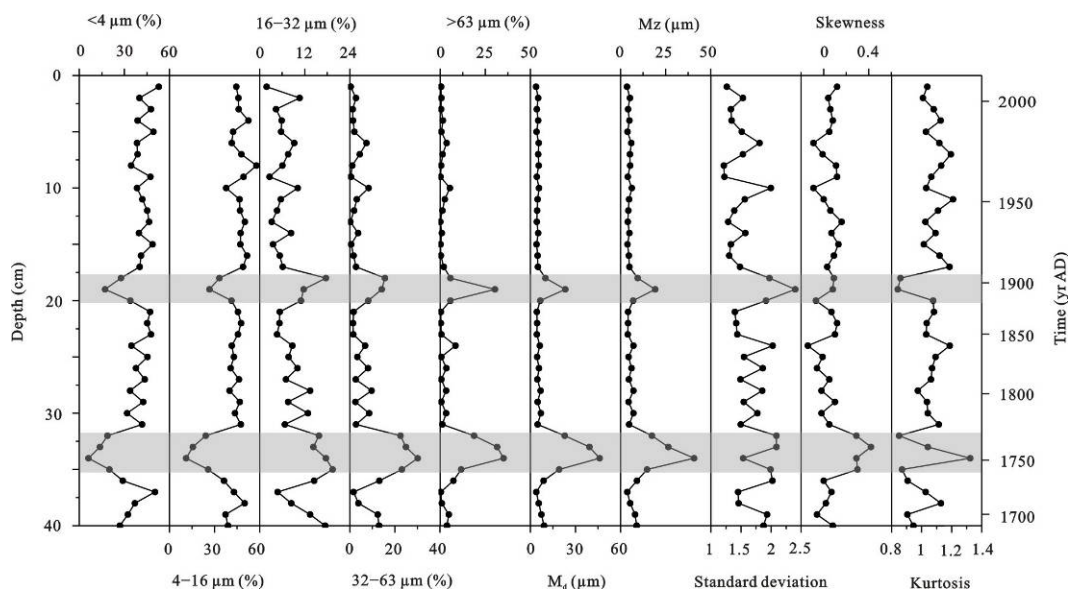 <4 μm (%) 16−32 μm (%) >63 μm (%) Mz (μm) Skewness
0 30 60 0 12 24 0 30 50 0 30 60 0 0.4
0
10
20
30
40
Depth (cm)
2000
1950
1900
1850
1800
1750
1700
Time (yr AD)
0 30 60 0 20 40 0 30 60 1 1.5 2 2.5 0.8 1 1.2 1.4
4−16 μm (%) 32−63 μm (%) Md (μm) Standard deviation Kurtosis